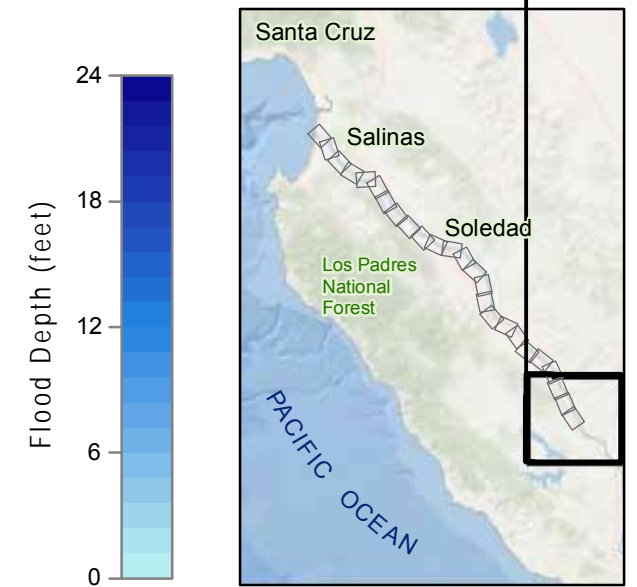 Flood Depth (feet)
24
18
12
6
0
Santa Cruz
Salinas
Soledad
Los Padres
National
Forest
PACIFIC OCEAN